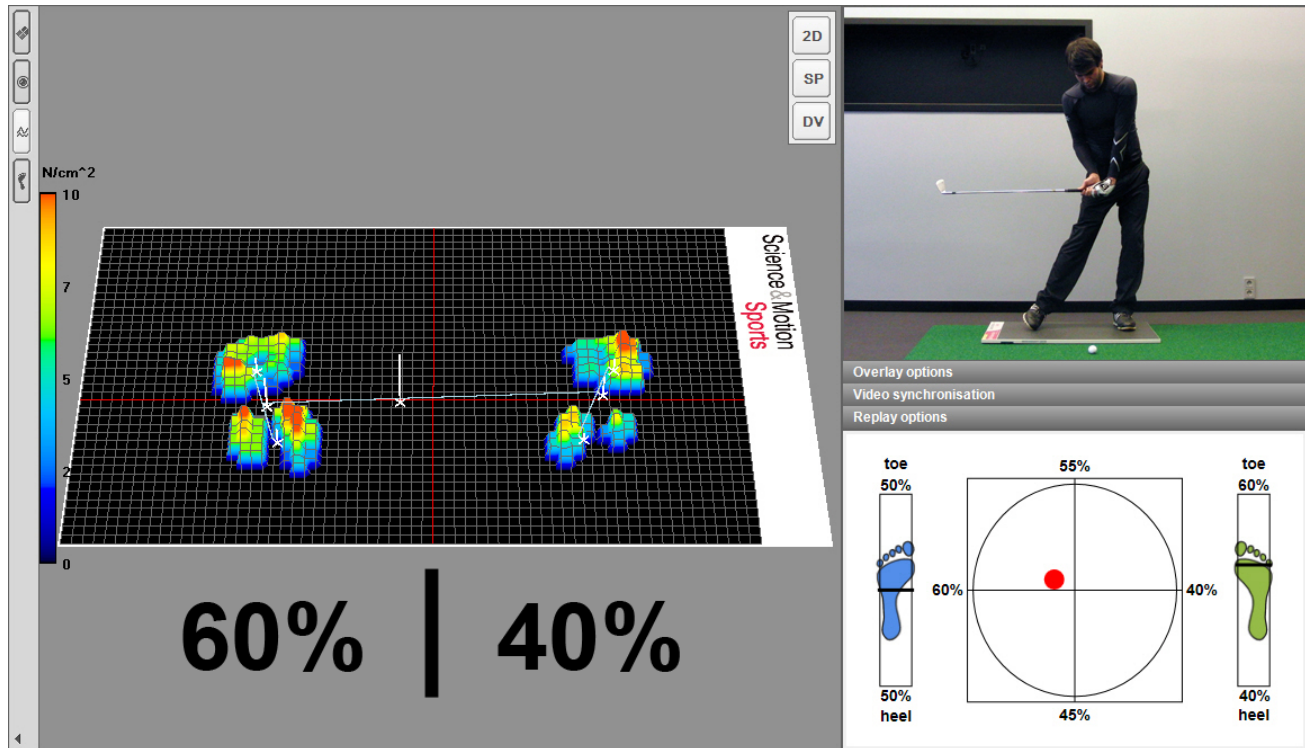 2D
SP
DV
N/cm^2
10
7
5
2
0
Science&Motion
Sports
60% | 40%
Overlay options
Video synchronisation
Replay options
toe
50%
55%
toe
60%
60%
40%
50%
heel
45%
40%
heel